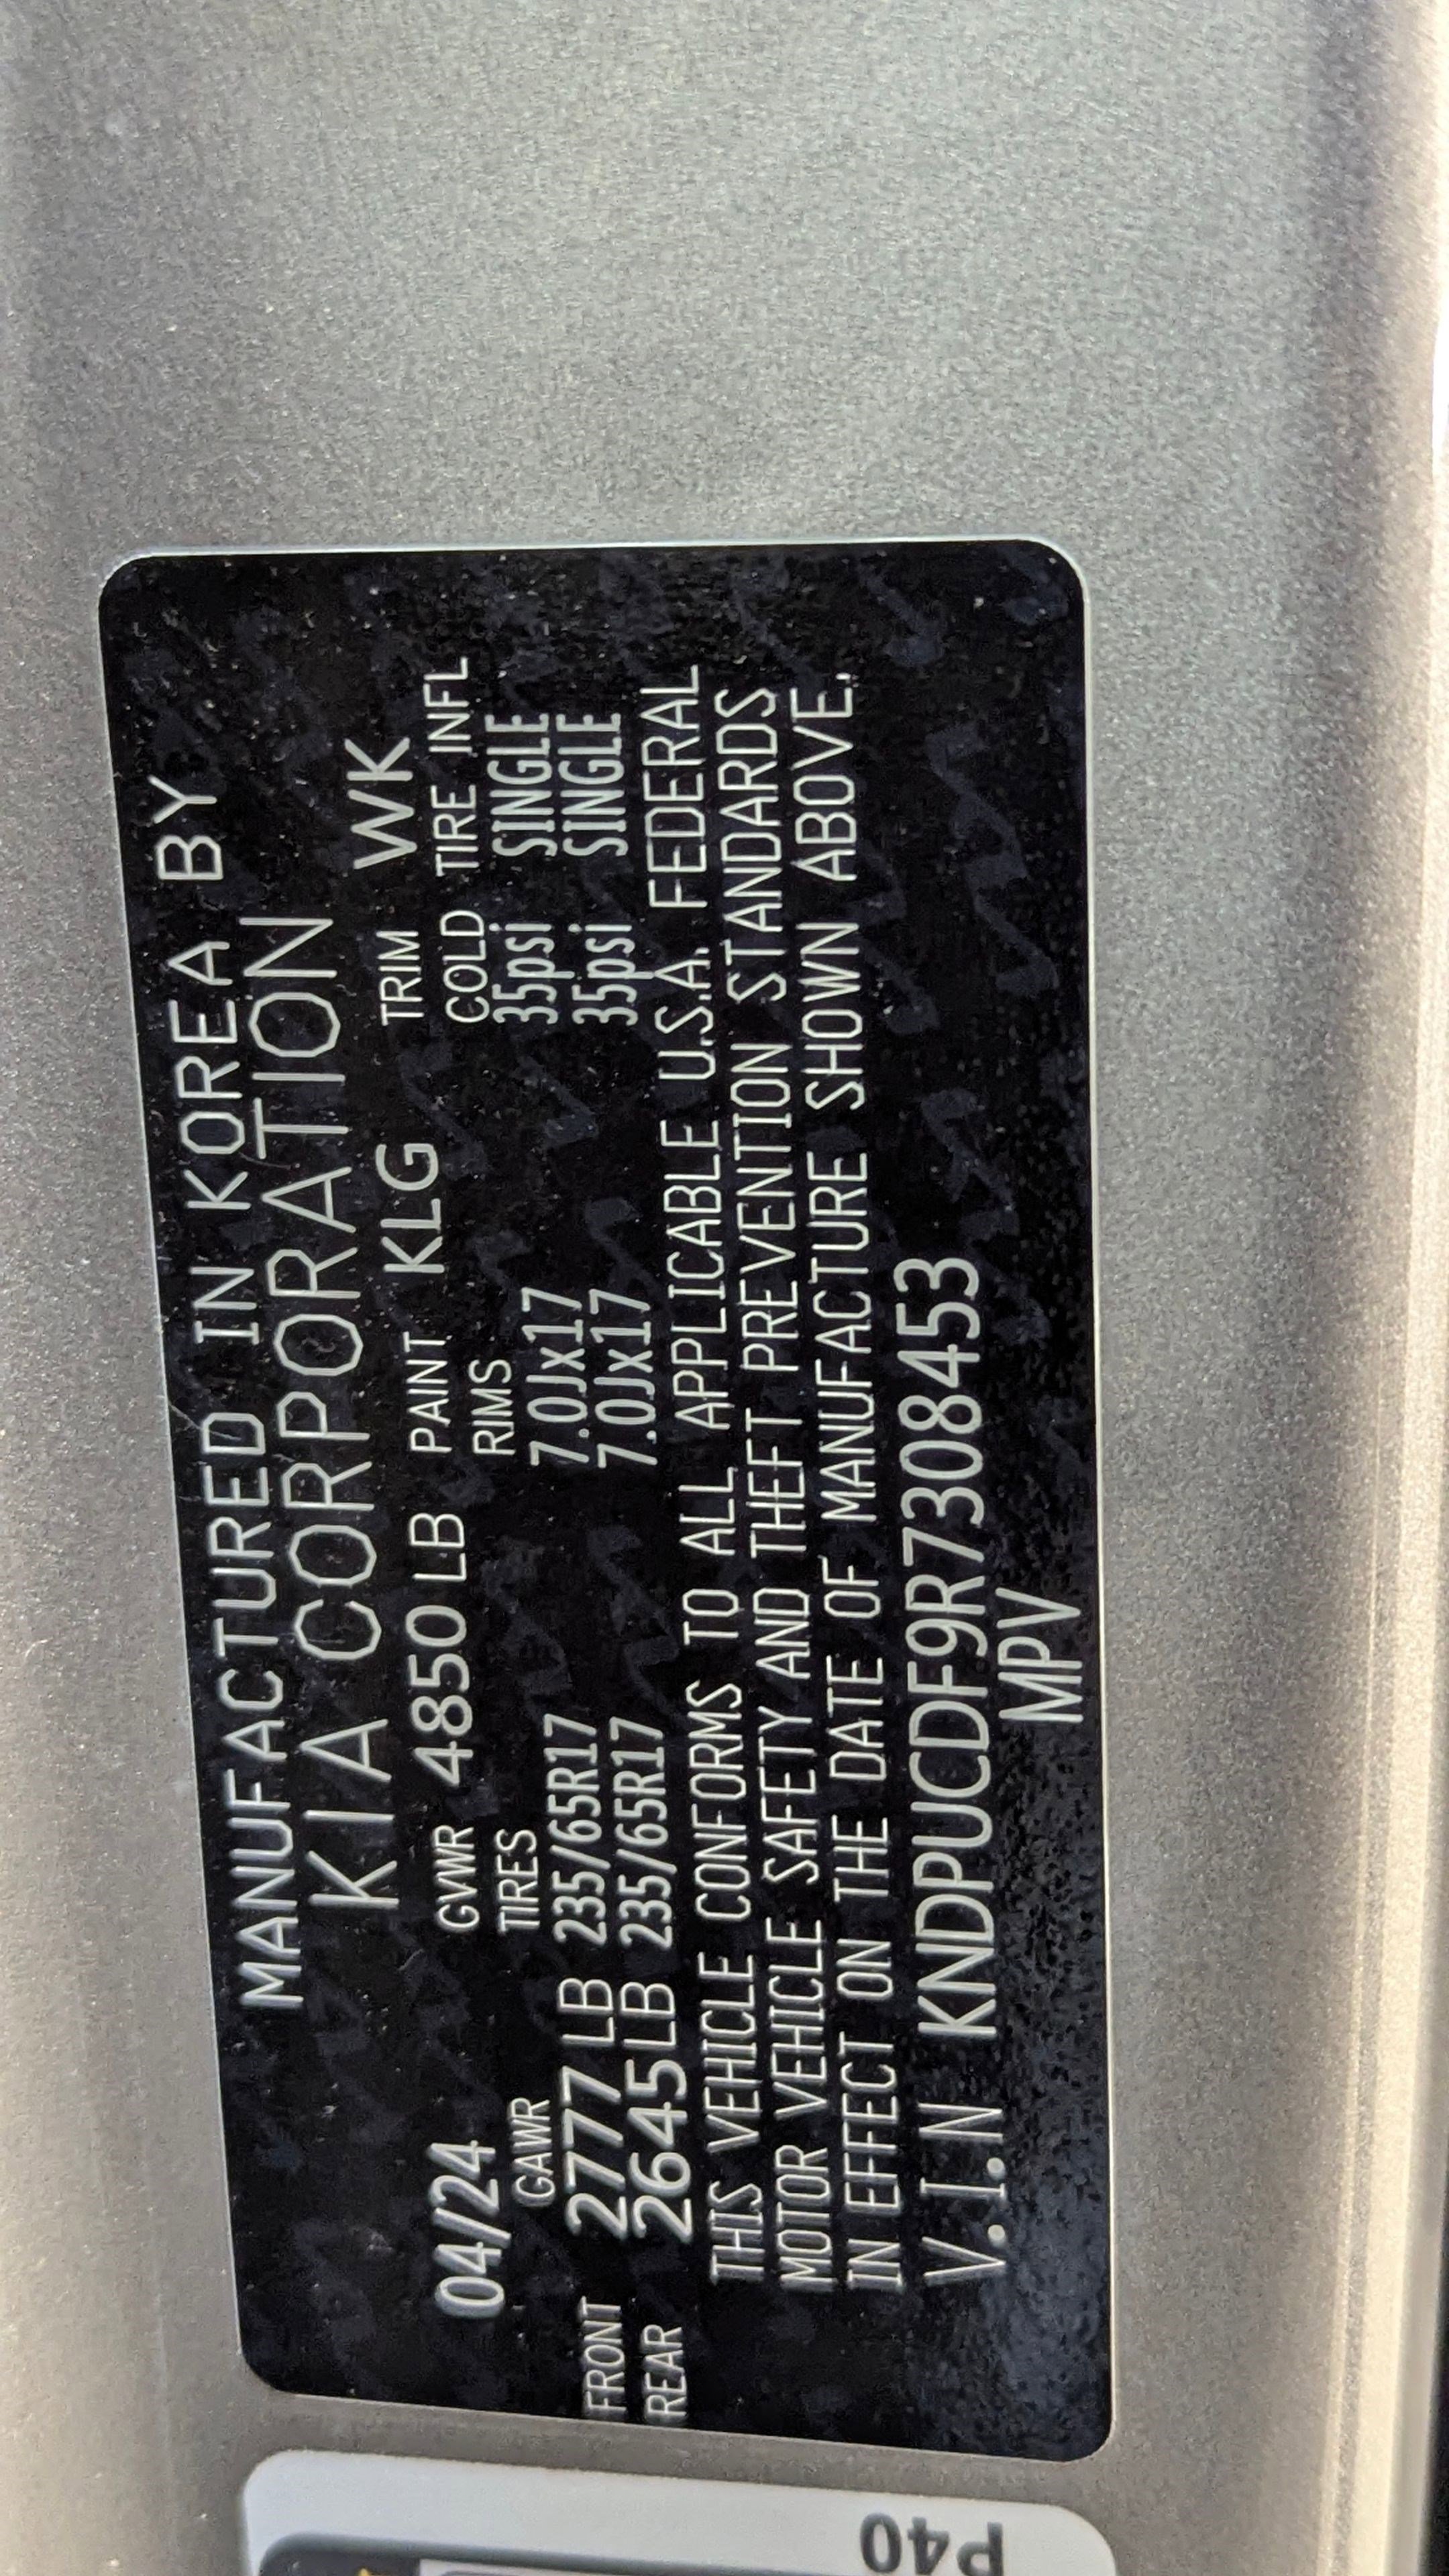 MANUFACTURED IN KOREA BY
KIA CORPORATION
04/24 GVWR 4850 LB PAINT KLG TRIM WK
GAWR TIRES RIMS COLD TIRE INFL
FRONT 2777 LB 235/65R17 7.0Jx17 35psi SINGLE
REAR 2645LB 235/65R17 7.0Jx17 35psi SINGLE
THIS VEHICLE CONFORMS TO ALL APPLICABLE U.S.A. FEDERAL
MOTOR VEHICLE SAFETY AND THEFT PREVENTION STANDARDS
IN EFFECT ON THE DATE OF MANUFACTURE SHOWN ABOVE.
V.I.N KNDPUCDF9R7308453
MPV
P40